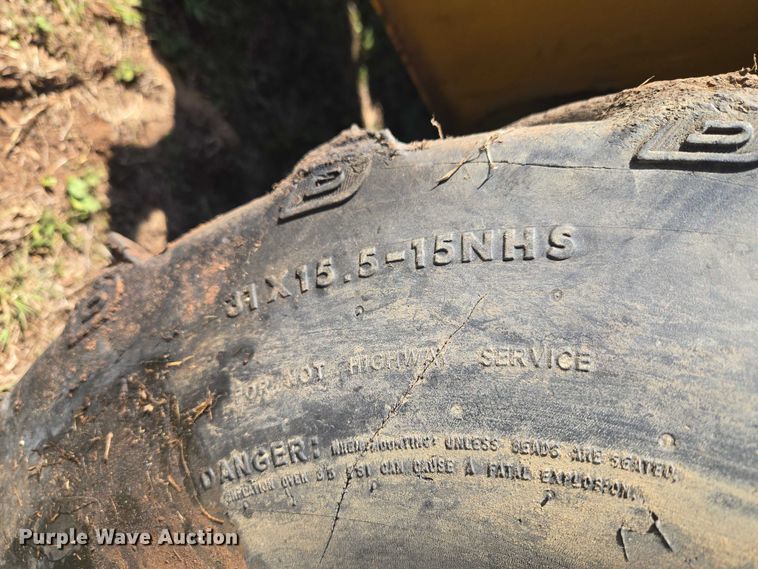 31X15.5-15NHS
FOR NOT HIGHWAY SERVICE
DANGER! WHEN MOUNTING, UNLESS BEADS ARE SEATED,
INFLATION OVER 35 PSI CAN CAUSE A FATAL EXPLOSION.
Purple Wave Auction